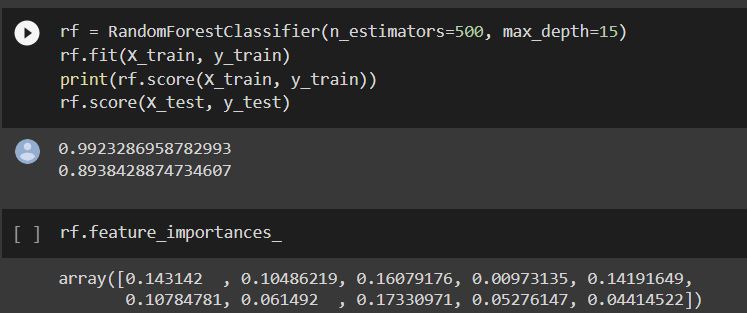 rf = RandomForestClassifier(n_estimators=500, max_depth=15)
rf.fit(X_train, y_train)
print(rf.score(X_train, y_train))
rf.score(X_test, y_test)
0.9923286958782993
0.8938428874734607
[ ] rf.feature_importances_
array([0.143142  , 0.10486219, 0.16079176, 0.00973135, 0.14191649,
       0.10784781, 0.061492  , 0.17330971, 0.05276147, 0.04414522])